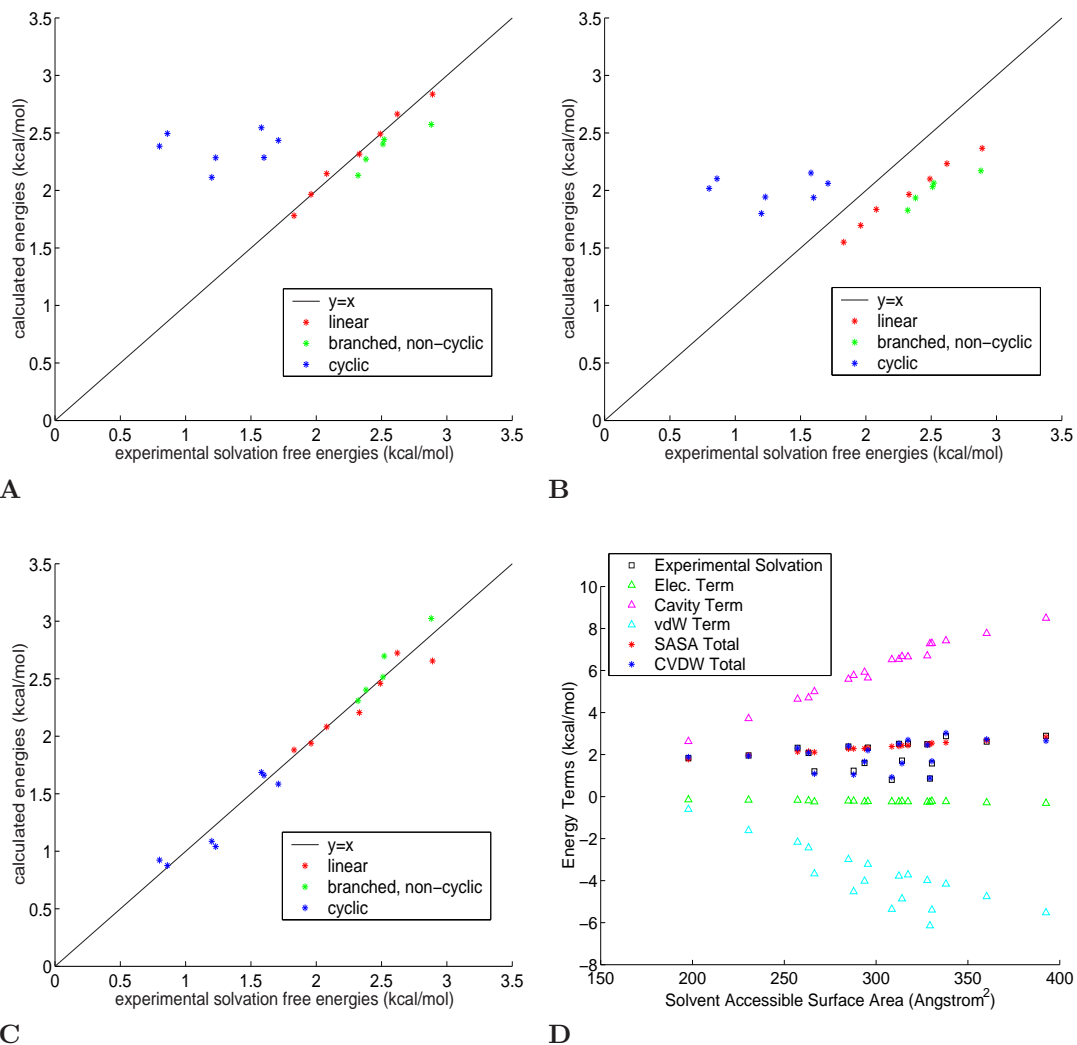 3.5
3
2.5
2
1.5
1
0.5
0
calculated energies (kcal/mol)
y=x
linear
branched, non−cyclic
cyclic
0 0.5 1 1.5 2 2.5 3 3.5
experimental solvation free energies (kcal/mol)
A
3.5
3
2.5
2
1.5
1
0.5
0
calculated energies (kcal/mol)
y=x
linear
branched, non−cyclic
cyclic
0 0.5 1 1.5 2 2.5 3 3.5
experimental solvation free energies (kcal/mol)
B
3.5
3
2.5
2
1.5
1
0.5
0
calculated energies (kcal/mol)
y=x
linear
branched, non−cyclic
cyclic
0 0.5 1 1.5 2 2.5 3 3.5
experimental solvation free energies (kcal/mol)
C
Experimental Solvation
Elec. Term
Cavity Term
vdW Term
SASA Total
CVDW Total
10
8
6
4
2
0
−2
−4
−6
−8
Energy Terms (kcal/mol)
150 200 250 300 350 400
Solvent Accessible Surface Area (Angstrom²)
D